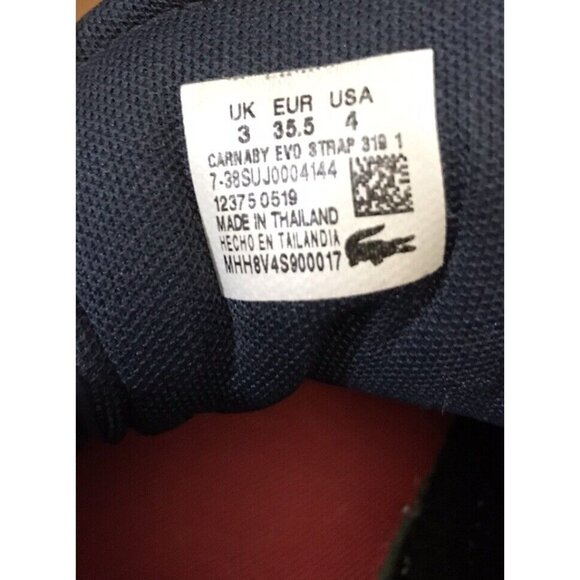 UK EUR USA
3 35.5 4
CARNABY EVO STRAP 319 1
7-38SUJ0004144
12375 0519
MADE IN THAILAND
HECHO EN TAILANDIA
MHH8V4S900017